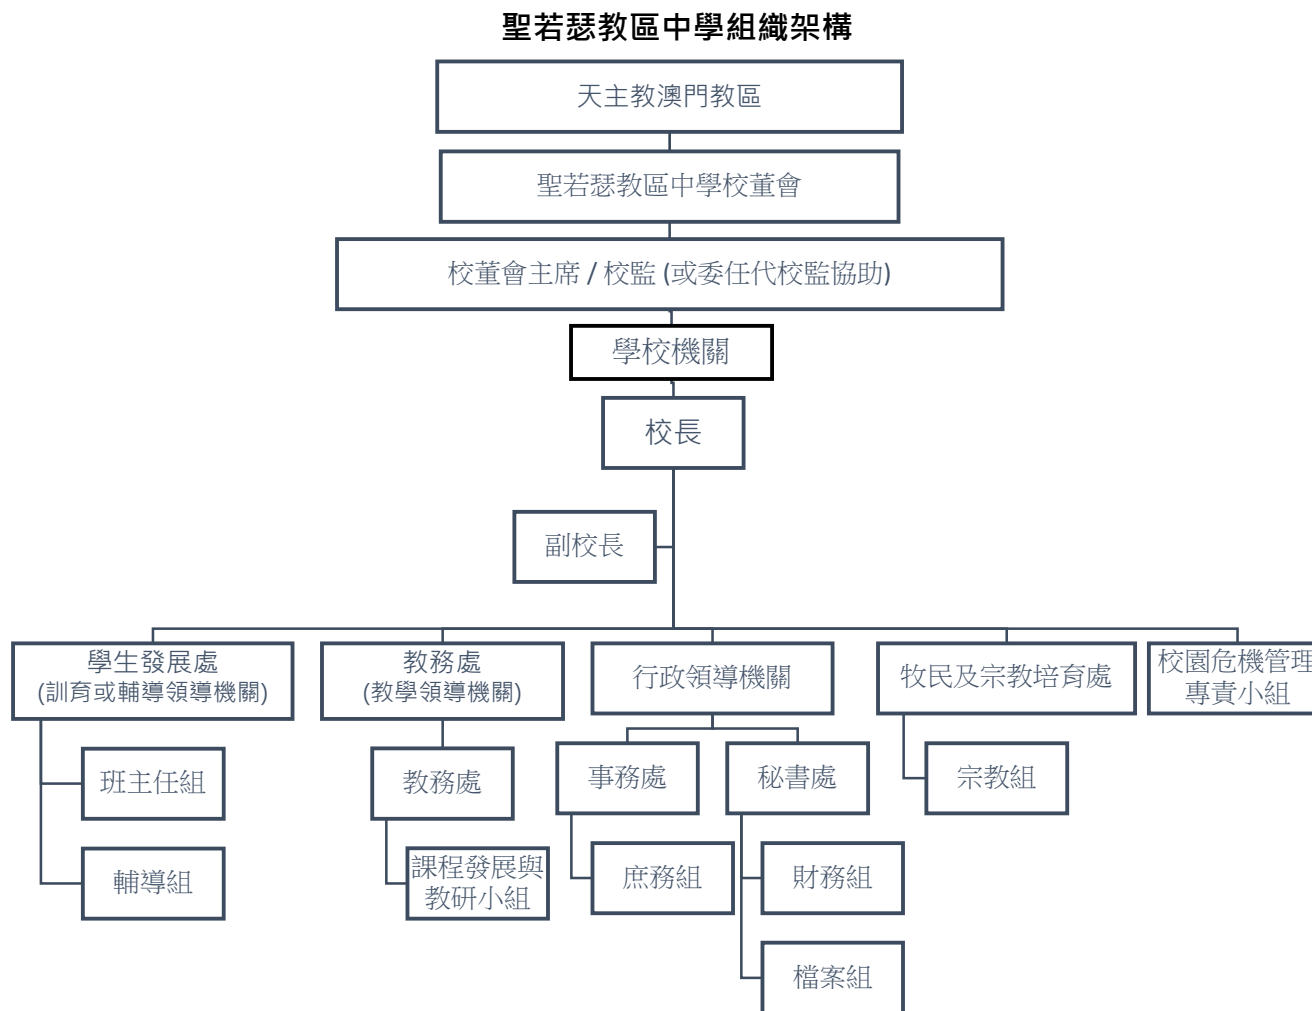 聖若瑟教區中學組織架構
天主教澳門教區
聖若瑟教區中學校董會
校董會主席 / 校監 (或委任代校監協助)
學校機關
校長
副校長
學生發展處
(訓育或輔導領導機關)
教務處
(教學領導機關)
行政領導機關
牧民及宗教培育處
校園危機管理
專責小組
班主任組
教務處
事務處
秘書處
宗教組
輔導組
課程發展與
教研小組
庶務組
財務組
檔案組